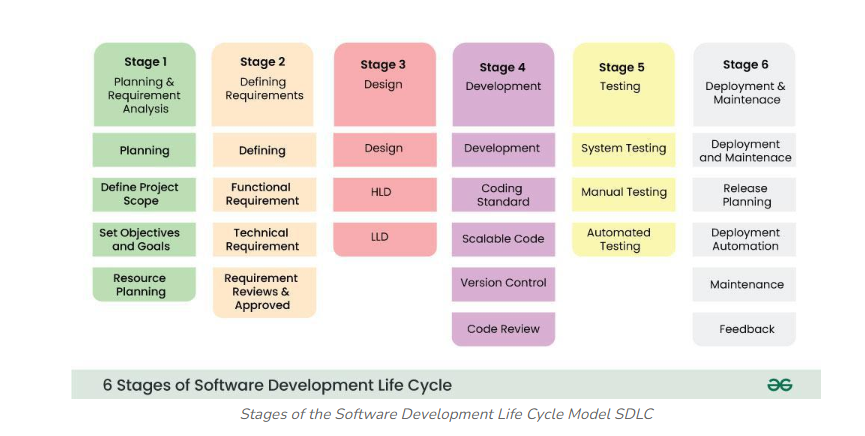 Stage 1
Planning &
Requirement
Analysis
Planning
Define Project
Scope
Set Objectives
and Goals
Resource
Planning
Stage 2
Defining
Requirements
Defining
Functional
Requirement
Technical
Requirement
Requirement
Reviews &
Approved
Stage 3
Design
Design
HLD
LLD
Stage 4
Development
Development
Coding
Standard
Scalable Code
Version Control
Code Review
Stage 5
Testing
System Testing
Manual Testing
Automated
Testing
Stage 6
Deployment &
Maintenace
Deployment
and Maintenace
Release
Planning
Deployment
Automation
Maintenance
Feedback
6 Stages of Software Development Life Cycle
Stages of the Software Development Life Cycle Model SDLC